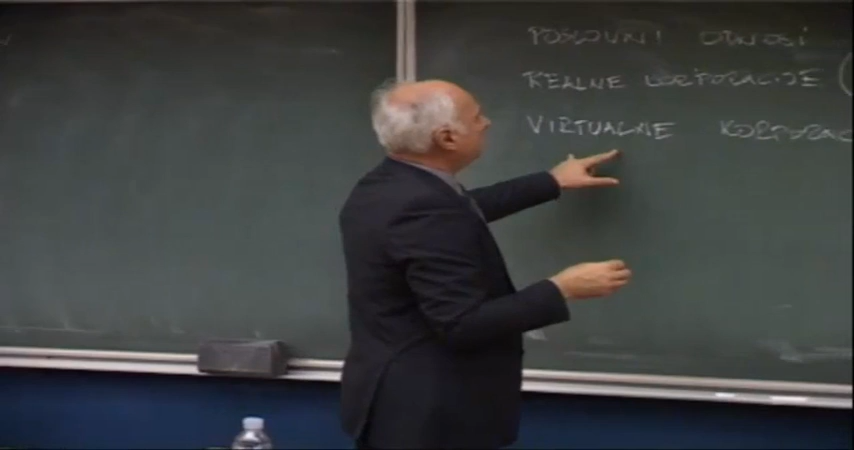 POSLOVNI ODNOSI
REALNE KORPORACIJE (
VIRTUALNE KORPORAC